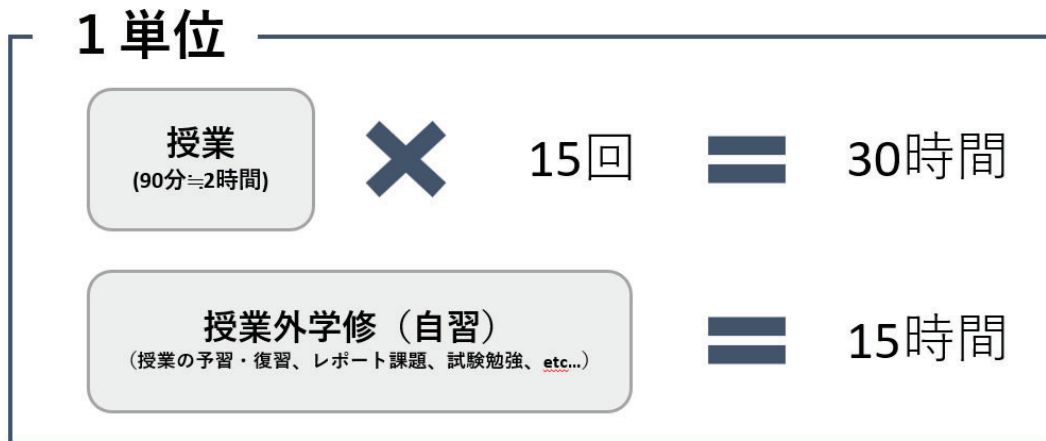 1 単位
授業
(90分≒2時間)
15回
30時間
授業外学修（自習）
（授業の予習・復習、レポート課題、試験勉強、etc…）
15時間